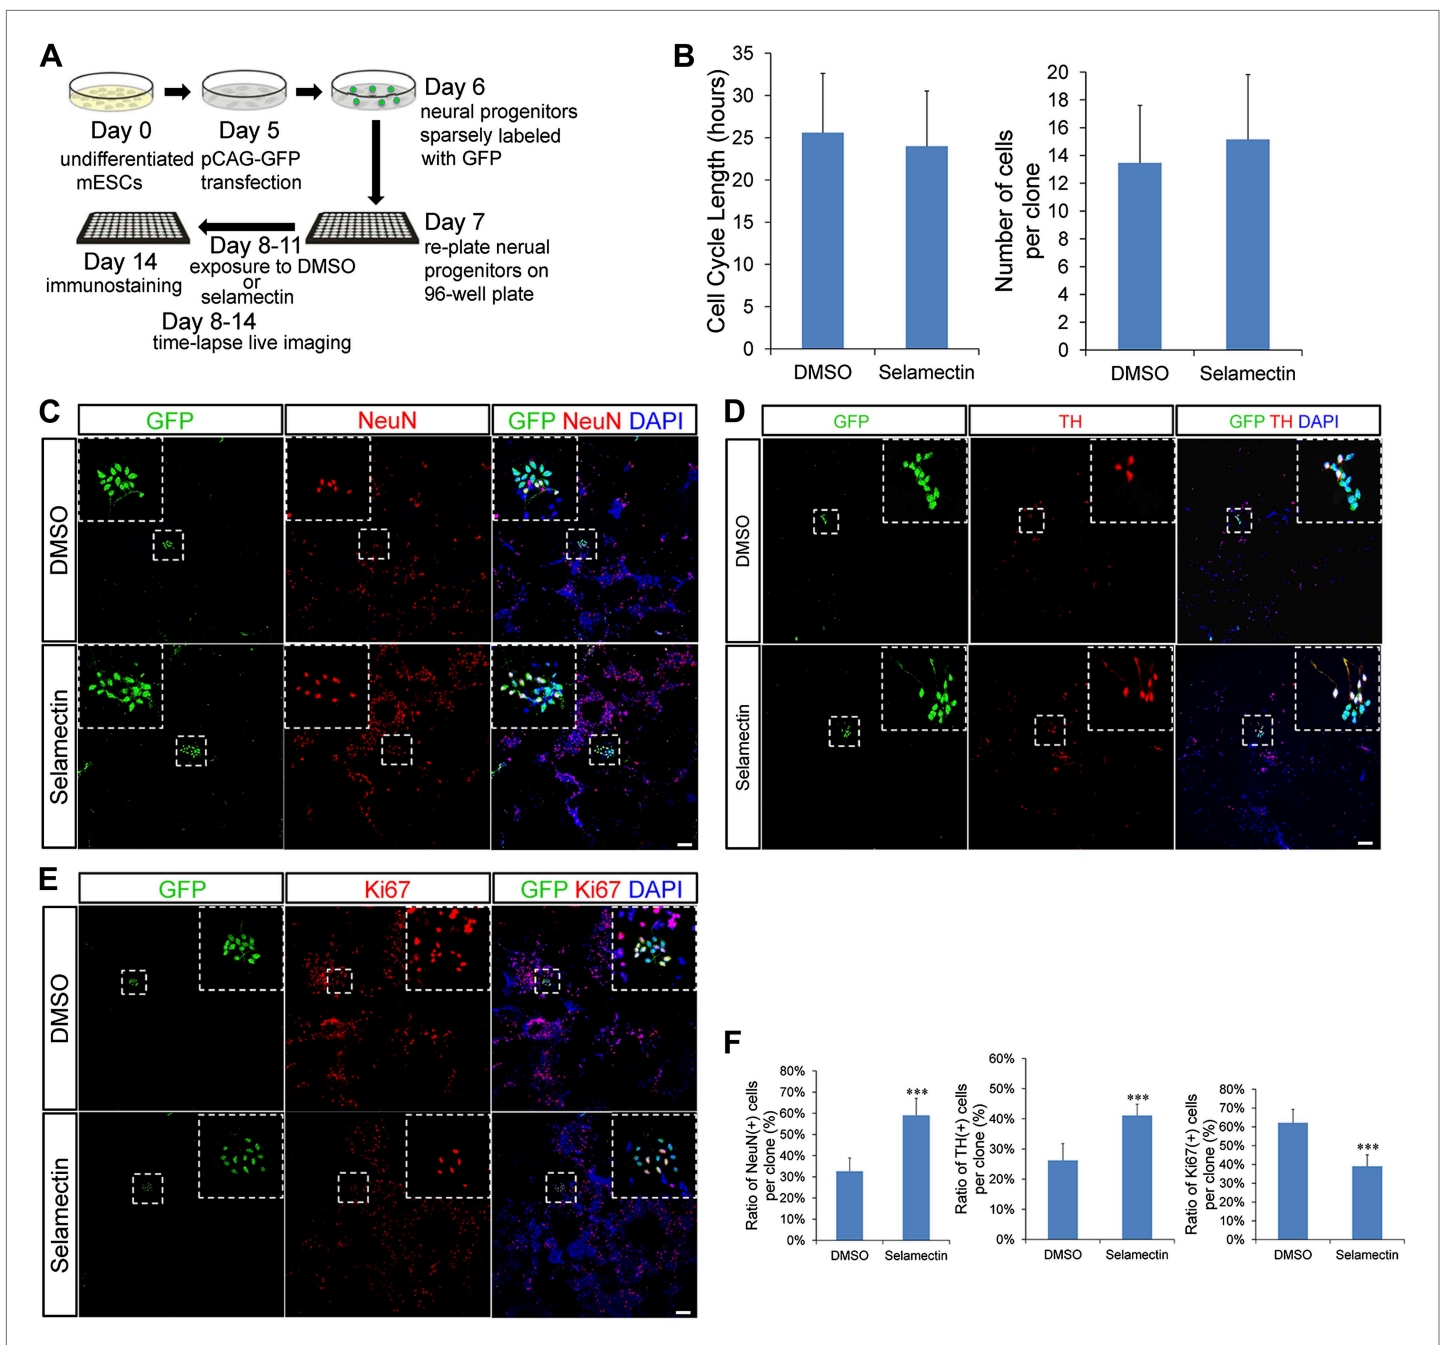 A
Day 0
undifferentiated
mESCs
Day 5
pCAG-GFP
transfection
Day 6
neural progenitors
sparsely labeled
with GFP
Day 7
re-plate nerual
progenitors on
96-well plate
Day 8-11
exposure to DMSO
or
selamectin
Day 14
immunostaining
Day 8-14
time-lapse live imaging
B
Cell Cycle Length (hours)
35
30
25
20
15
10
5
0
DMSO Selamectin
Number of cells
per clone
20
18
16
14
12
10
8
6
4
2
0
DMSO Selamectin
C
GFP NeuN GFP NeuN DAPI
DMSO
Selamectin
D
GFP TH GFP TH DAPI
DMSO
Selamectin
E
GFP Ki67 GFP Ki67 DAPI
DMSO
Selamectin
F
Ratio of NeuN(+) cells
per clone (%)
80%
70%
60%
50%
40%
30%
20%
10%
0%
***
DMSO Selamectin
Ratio of TH(+) cells
per clone (%)
60%
50%
40%
30%
20%
10%
0%
***
DMSO Selamectin
Ratio of Ki67(+) cells
per clone (%)
80%
70%
60%
50%
40%
30%
20%
10%
0%
***
DMSO Selamectin